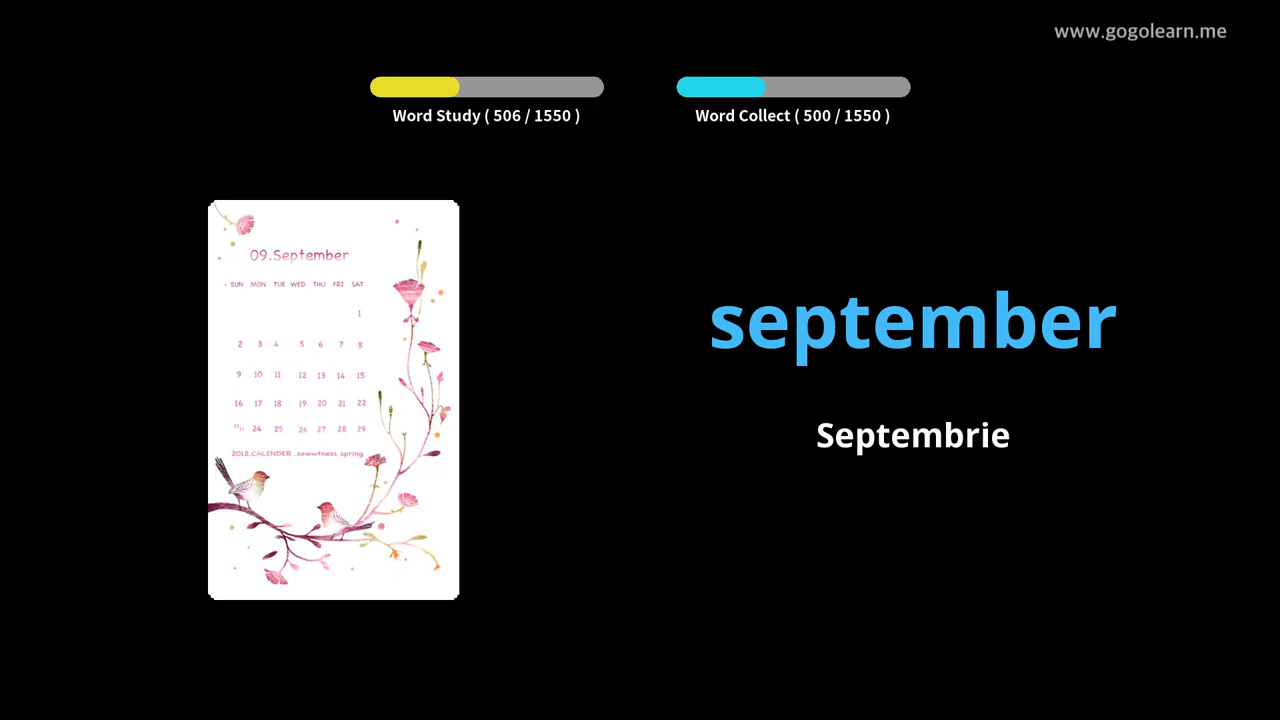 www.gogolearn.me
Word Study ( 506 / 1550 )
Word Collect ( 500 / 1550 )
09.September
SUN MON TUE WED THU FRI SAT
1
2 3 4 5 6 7 8
9 10 11 12 13 14 15
16 17 18 19 20 21 22
24 25 26 27 28 29
2012.CALENDER .sewwtness spring
september
Septembrie